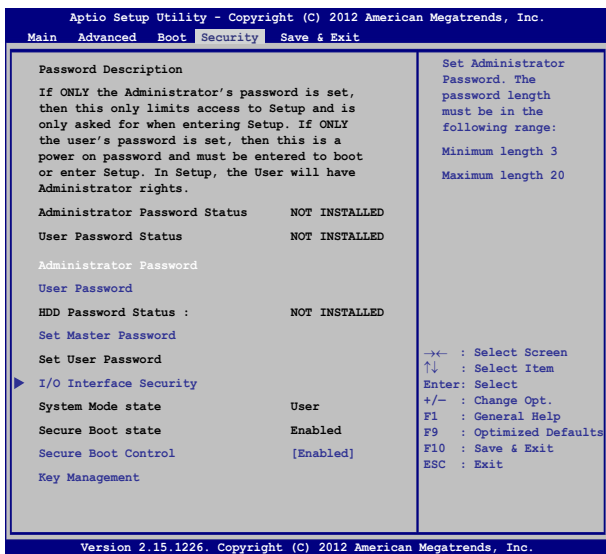 Aptio Setup Utility - Copyright (C) 2012 American Megatrends, Inc.
Main Advanced Boot Security Save & Exit
Password Description
If ONLY the Administrator's password is set,
then this only limits access to Setup and is
only asked for when entering Setup. If ONLY
the user's password is set, then this is a
power on password and must be entered to boot
or enter Setup. In Setup, the User will have
Administrator rights.
Administrator Password Status NOT INSTALLED
User Password Status NOT INSTALLED
Administrator Password
User Password
HDD Password Status : NOT INSTALLED
Set Master Password
Set User Password
I/O Interface Security
System Mode state User
Secure Boot state Enabled
Secure Boot Control [Enabled]
Key Management
Set Administrator
Password. The
password length
must be in the
following range:
Minimum length 3
Maximum length 20
→← : Select Screen
↑↓ : Select Item
Enter: Select
+/— : Change Opt.
F1 : General Help
F9 : Optimized Defaults
F10 : Save & Exit
ESC : Exit
Version 2.15.1226. Copyright (C) 2012 American Megatrends, Inc.